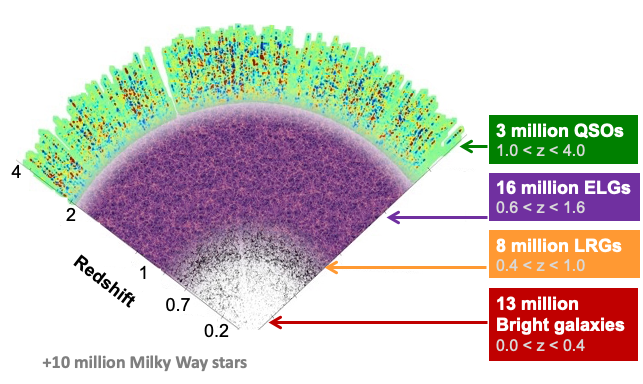 3 million QSOs
1.0 < z < 4.0
4
16 million ELGs
0.6 < z < 1.6
2
8 million LRGs
0.4 < z < 1.0
Redshift
1
0.7
13 million
Bright galaxies
0.0 < z < 0.4
0.2
+10 million Milky Way stars